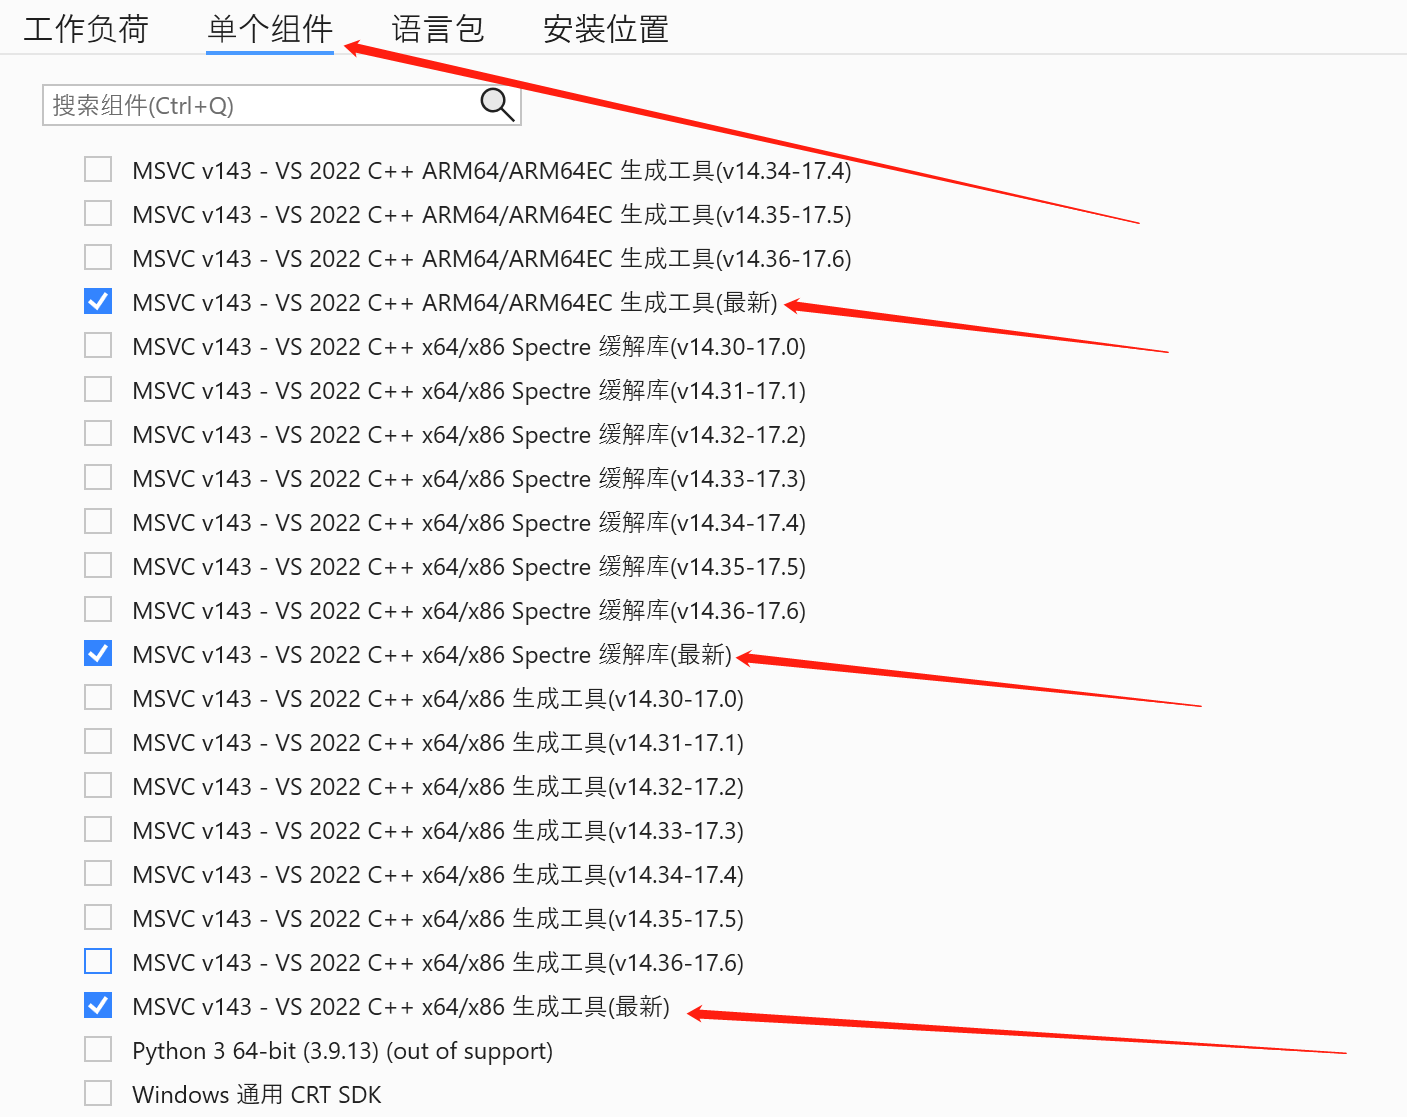 工作负荷 单个组件 语言包 安装位置
搜索组件(Ctrl+Q)
MSVC v143 - VS 2022 C++ ARM64/ARM64EC 生成工具(v14.34-17.4)
MSVC v143 - VS 2022 C++ ARM64/ARM64EC 生成工具(v14.35-17.5)
MSVC v143 - VS 2022 C++ ARM64/ARM64EC 生成工具(v14.36-17.6)
MSVC v143 - VS 2022 C++ ARM64/ARM64EC 生成工具(最新)
MSVC v143 - VS 2022 C++ x64/x86 Spectre 缓解库(v14.30-17.0)
MSVC v143 - VS 2022 C++ x64/x86 Spectre 缓解库(v14.31-17.1)
MSVC v143 - VS 2022 C++ x64/x86 Spectre 缓解库(v14.32-17.2)
MSVC v143 - VS 2022 C++ x64/x86 Spectre 缓解库(v14.33-17.3)
MSVC v143 - VS 2022 C++ x64/x86 Spectre 缓解库(v14.34-17.4)
MSVC v143 - VS 2022 C++ x64/x86 Spectre 缓解库(v14.35-17.5)
MSVC v143 - VS 2022 C++ x64/x86 Spectre 缓解库(v14.36-17.6)
MSVC v143 - VS 2022 C++ x64/x86 Spectre 缓解库(最新)
MSVC v143 - VS 2022 C++ x64/x86 生成工具(v14.30-17.0)
MSVC v143 - VS 2022 C++ x64/x86 生成工具(v14.31-17.1)
MSVC v143 - VS 2022 C++ x64/x86 生成工具(v14.32-17.2)
MSVC v143 - VS 2022 C++ x64/x86 生成工具(v14.33-17.3)
MSVC v143 - VS 2022 C++ x64/x86 生成工具(v14.34-17.4)
MSVC v143 - VS 2022 C++ x64/x86 生成工具(v14.35-17.5)
MSVC v143 - VS 2022 C++ x64/x86 生成工具(v14.36-17.6)
MSVC v143 - VS 2022 C++ x64/x86 生成工具(最新)
Python 3 64-bit (3.9.13) (out of support)
Windows 通用 CRT SDK